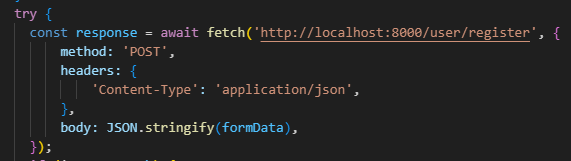 try {
const response = await fetch('http://localhost:8000/user/register', {
method: 'POST',
headers: {
'Content-Type': 'application/json',
},
body: JSON.stringify(formData),
});